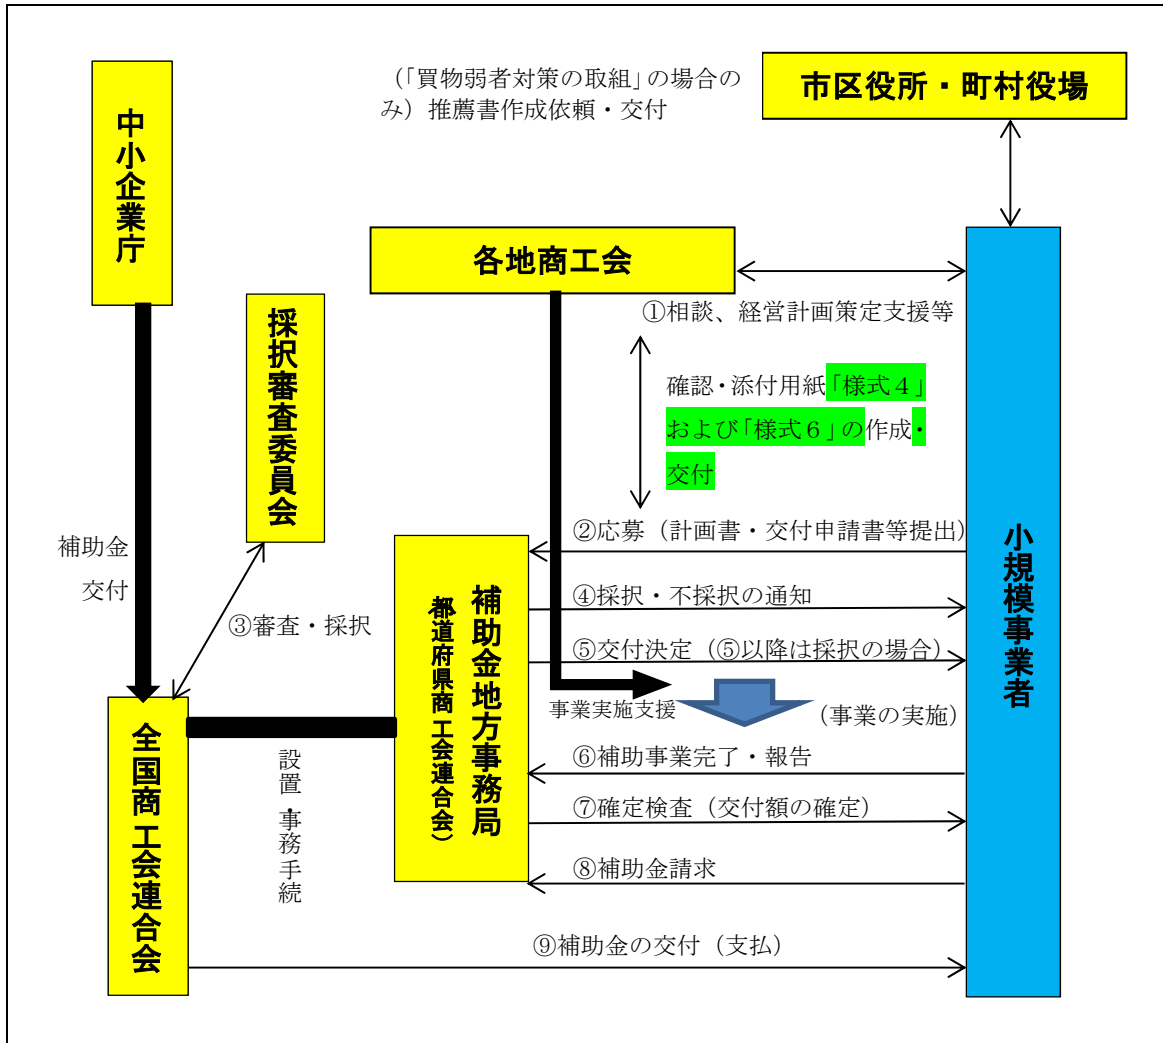 （「買物弱者対策の取組」の場合の
み）推薦書作成依頼・交付
市区役所・町村役場
中小企業庁
各地商工会
採択審査委員会
①相談、経営計画策定支援等
確認・添付用紙「様式４」
および「様式６」の作成・
交付
補助金
交付
③審査・採択
②応募（計画書・交付申請書等提出）
④採択・不採択の通知
⑤交付決定（⑤以降は採択の場合）
事業実施支援
（事業の実施）
補助金地方事務局
（都道府県商工会連合会）
小規模事業者
全国商工会連合会
設置・事務手続
⑥補助事業完了・報告
⑦確定検査（交付額の確定）
⑧補助金請求
⑨補助金の交付（支払）